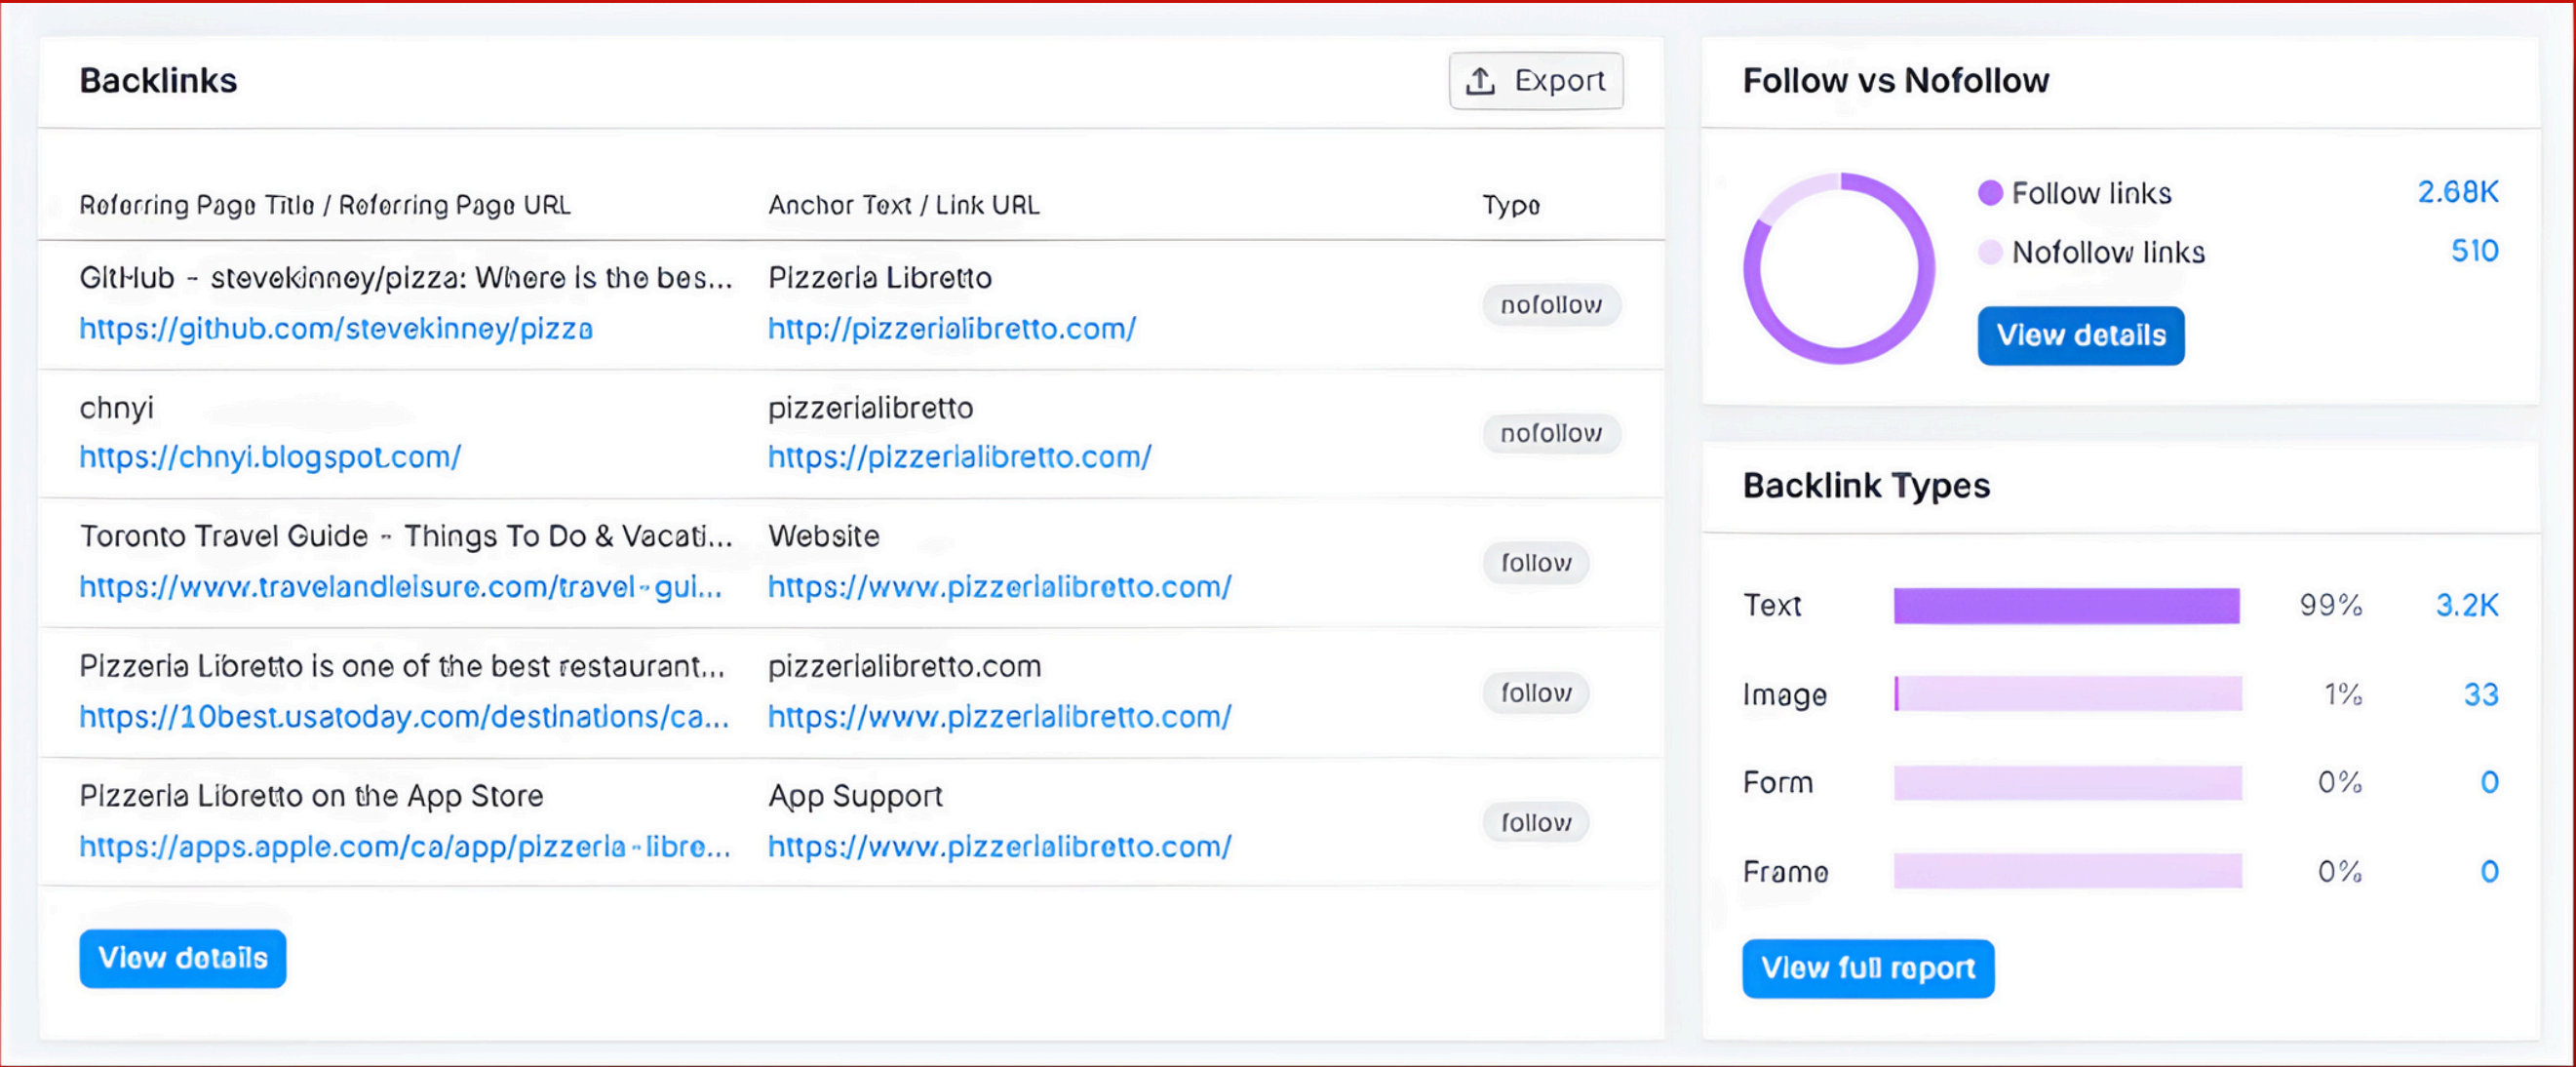 Backlinks
Export
Referring Page Title / Referring Page URL
Anchor Text / Link URL
Type
GitHub - stevekinney/pizza: Where is the bes...
Pizzeria Libretto
nofollow
https://github.com/stevekinney/pizza
http://pizzerialibretto.com/
chnyi
pizzerialibretto
nofollow
https://chnyi.blogspot.com/
https://pizzerialibretto.com/
Toronto Travel Guide - Things To Do & Vacati...
Website
follow
https://www.travelandleisure.com/travel-gui...
https://www.pizzerialibretto.com/
Pizzeria Libretto is one of the best restaurant...
pizzerialibretto.com
follow
https://10best.usatoday.com/destinations/ca...
https://www.pizzerialibretto.com/
Pizzeria Libretto on the App Store
App Support
follow
https://apps.apple.com/ca/app/pizzeria-libre...
https://www.pizzerialibretto.com/
View details
Follow vs Nofollow
Follow links 2.68K
Nofollow links 510
View details
Backlink Types
Text 99% 3.2K
Image 1% 33
Form 0% 0
Frame 0% 0
View full report